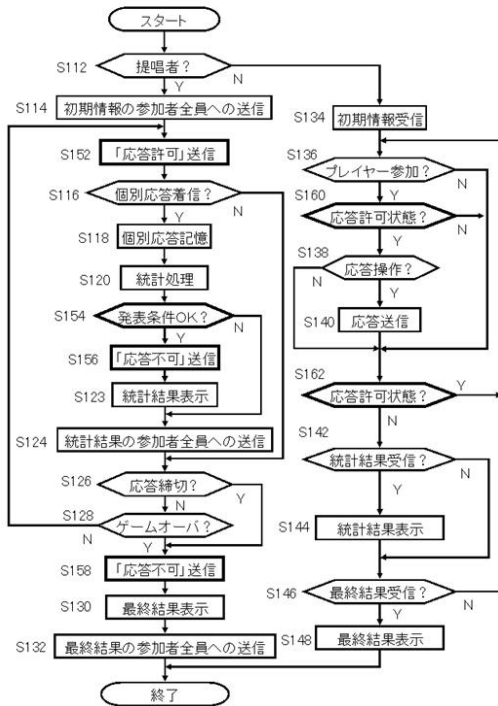 スタート
S112 提唱者？
N
Y
S114 初期情報の参加者全員への送信
S134 初期情報受信
S152 「応答許可」送信
S136 プレイヤー参加？
N
Y
S116 個別応答着信？
N
Y
S160 応答許可状態？
N
Y
S118 個別応答記憶
S138 応答操作？
N
Y
S120 統計処理
S140 応答送信
S154 発表条件OK？
N
Y
S156 「応答不可」送信
S162 応答許可状態？
Y
N
S123 統計結果表示
S124 統計結果の参加者全員への送信
S142 統計結果受信？
N
Y
S126 応答締切？
Y
N
S144 統計結果表示
S128 ゲームオーバ？
N
Y
S158 「応答不可」送信
S146 最終結果受信？
N
Y
S130 最終結果表示
S148 最終結果表示
S132 最終結果の参加者全員への送信
終了